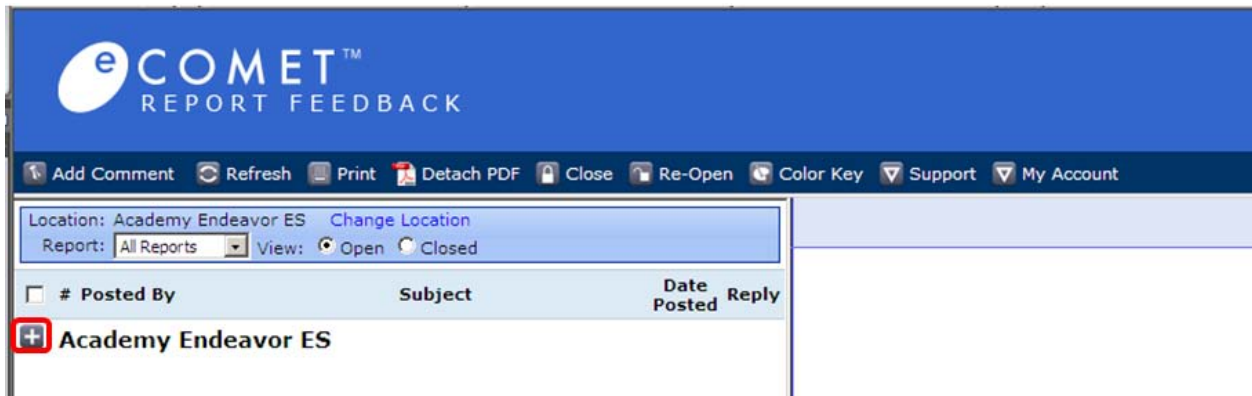 eCOMET™
REPORT FEEDBACK
Add Comment Refresh Print Detach PDF Close Re-Open Color Key Support My Account
Location: Academy Endeavor ES Change Location
Report: All Reports View: Open Closed
# Posted By Subject Date Posted Reply
Academy Endeavor ES